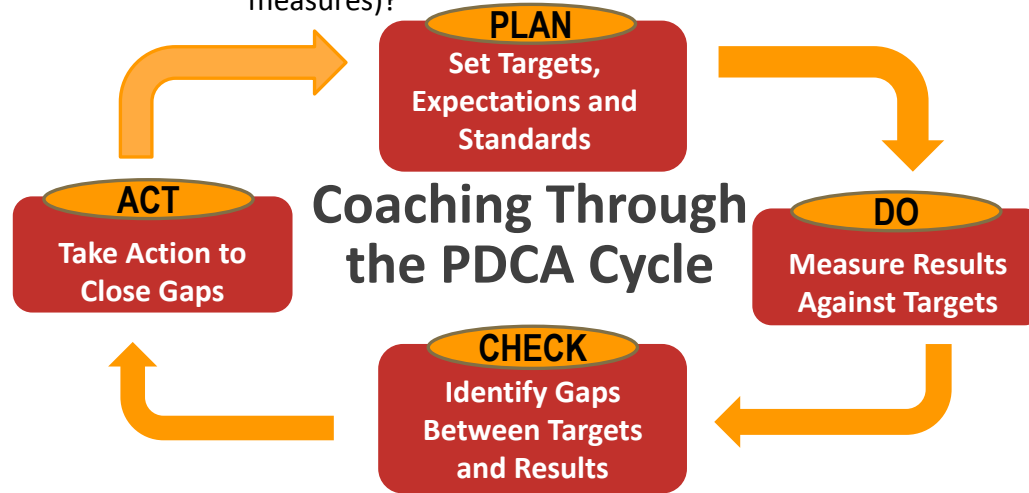 measures)?
PLAN
Set Targets,
Expectations and
Standards
ACT
Take Action to
Close Gaps
Coaching Through
the PDCA Cycle
DO
Measure Results
Against Targets
CHECK
Identify Gaps
Between Targets
and Results